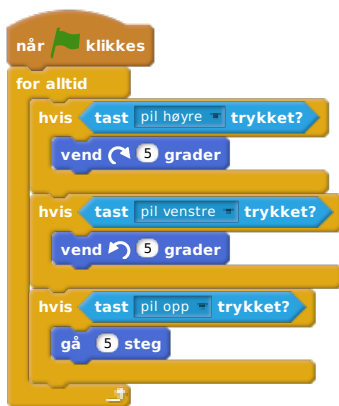 når klikkes
for alltid
hvis tast pil høyre trykket?
vend 5 grader
hvis tast pil venstre trykket?
vend 5 grader
hvis tast pil opp trykket?
gå 5 steg